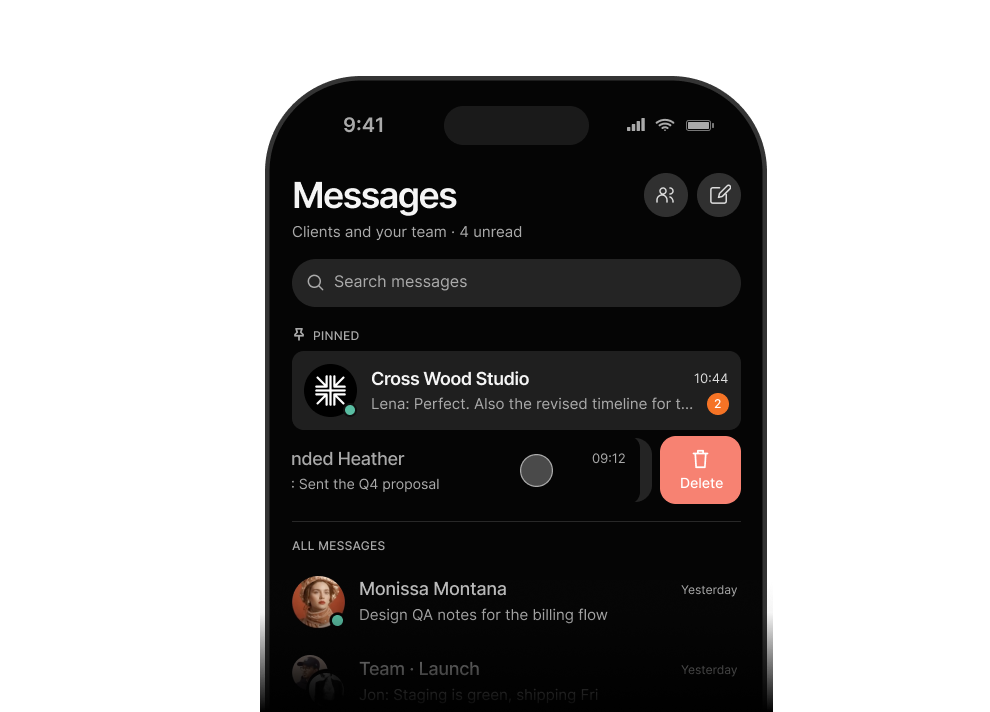 9:41
Messages
Clients and your team · 4 unread
Search messages
PINNED
Cross Wood Studio
10:44
Lena: Perfect. Also the revised timeline for t...
2
nded Heather
09:12
: Sent the Q4 proposal
Delete
ALL MESSAGES
Monissa Montana
Yesterday
Design QA notes for the billing flow
Team · Launch
Yesterday
Jon: Staging is green, shipping Fri